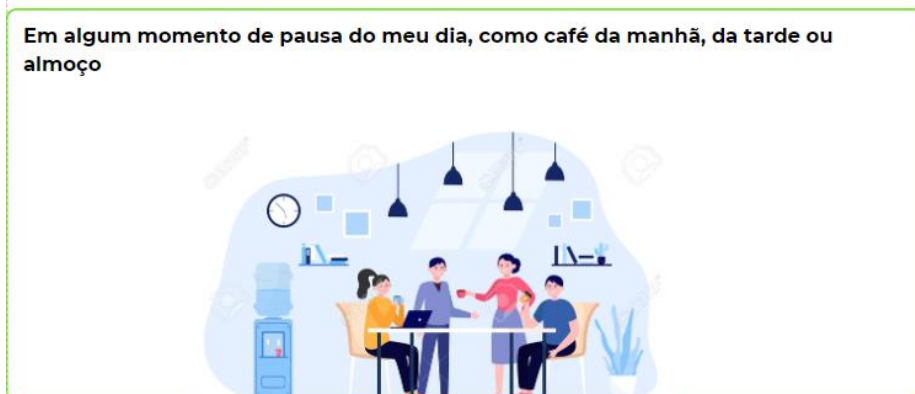 Em algum momento de pausa do meu dia, como café da manhã, da tarde ou
almoço